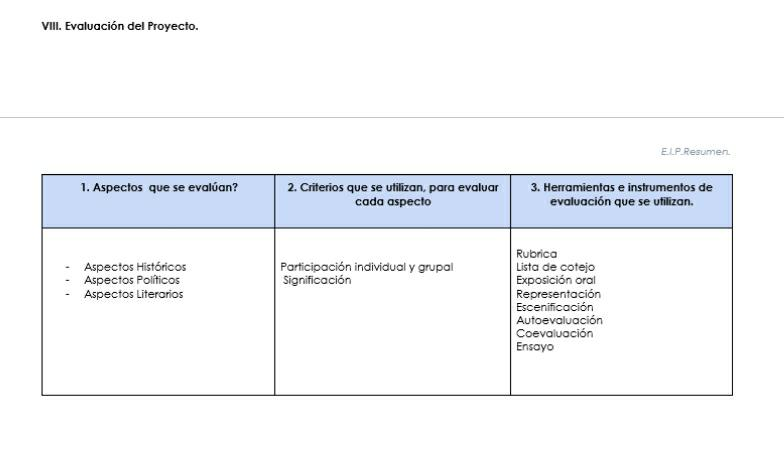 VIII. Evaluación del Proyecto.
E.I.P.Resumen.
1. Aspectos que se evalúan?
2. Criterios que se utilizan, para evaluar
cada aspecto
3. Herramientas e instrumentos de
evaluación que se utilizan.
- Aspectos Históricos
- Aspectos Políticos
- Aspectos Literarios
Participación individual y grupal
Significación
Rubrica
Lista de cotejo
Exposición oral
Representación
Escenificación
Autoevaluación
Coevaluación
Ensayo